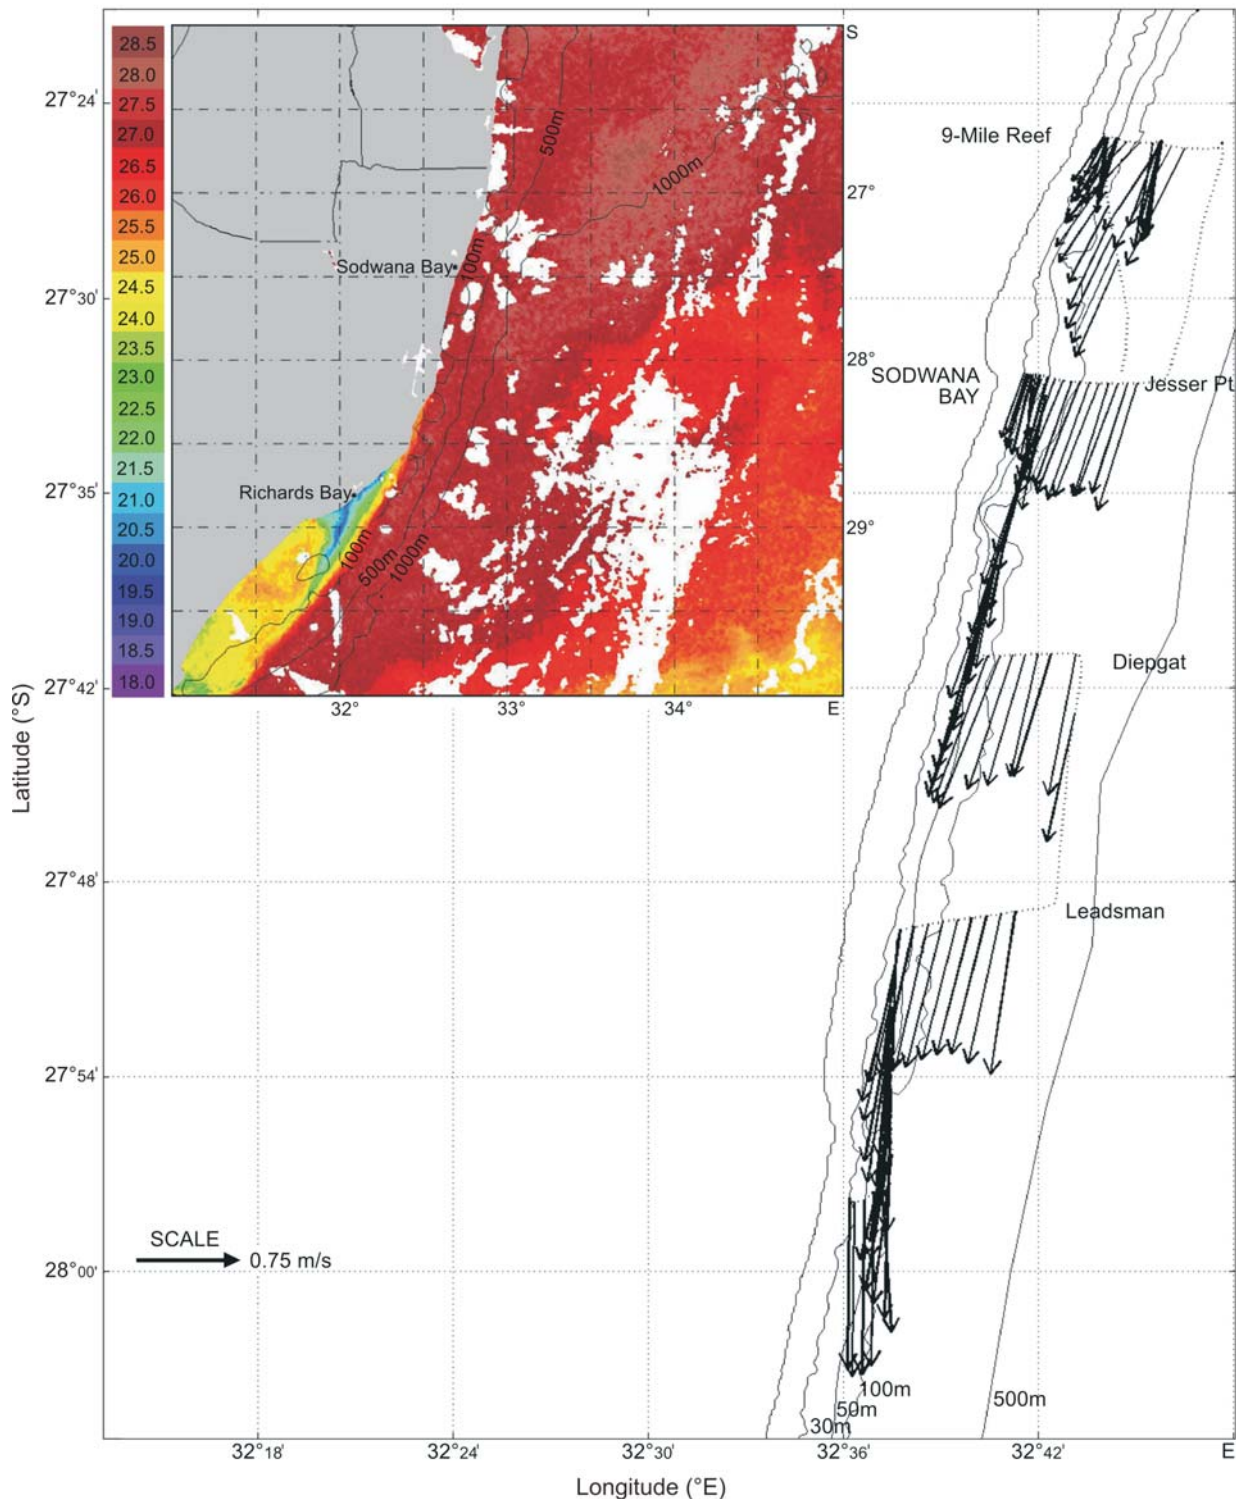 28.5
28.0
27.5
27.0
26.5
26.0
25.5
25.0
24.5
24.0
23.5
23.0
22.5
22.0
21.5
21.0
20.5
20.0
19.5
19.0
18.5
18.0
500m
1000m
Sodwana Bay
100m
Richards Bay
100m
500m
1000m
S
27°
28°
29°
32°
33°
34°
E
9-Mile Reef
SODWANA
BAY
Jesser Pt
Diepgat
Leadsman
SCALE
0.75 m/s
100m
50m
30m
500m
27°24'
27°30'
27°35'
27°42'
27°48'
27°54'
28°00'
Latitude (°S)
32°18'
32°24'
32°30'
32°36'
32°42'
E
Longitude (°E)